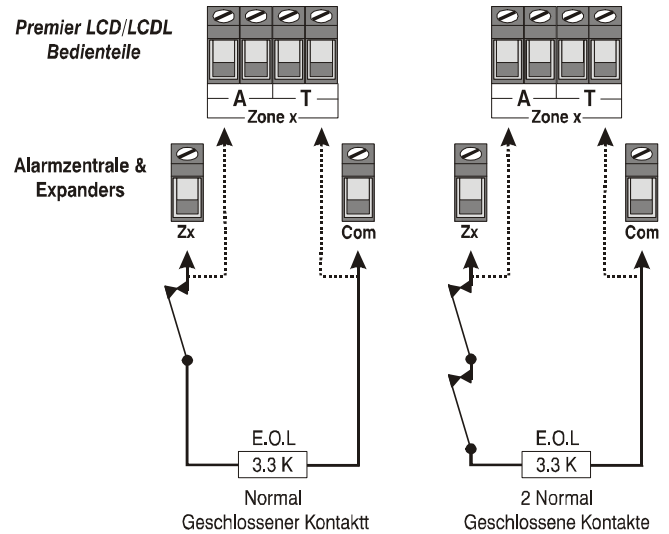 Premier LCD/LCDL
Bedienteile
A T
Zone x
A T
Zone x
Alarmzentrale &
Expanders
Zx
Com
Zx
Com
E.O.L
3.3 K
Normal
Geschlossener Kontaktt
E.O.L
3.3 K
2 Normal
Geschlossene Kontakte